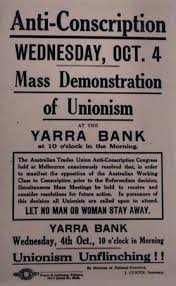 Anti-Conscription
WEDNESDAY, OCT. 4
Mass Demonstration
of Unionism
AT THE
YARRA BANK
at 10 o'clock in the Morning.
The Australian Trades Union Anti-Conscription Congress
held at Melbourne unanimously resolved that, in order to
manifest the opposition of the Australian Working
Class to Conscription prior to the Referendum decision,
Simultaneous Mass Meetings be held to receive and
consider resolutions for future action. In pursuance of
this decision all Unionists are called upon to attend.
LET NO MAN OR WOMAN STAY AWAY.
YARRA BANK
Wednesday, 4th Oct., 10 o'clock in Morning
Unionism Unflinching!!
By direction of National Executive,
J. CURTIN, Secretary.